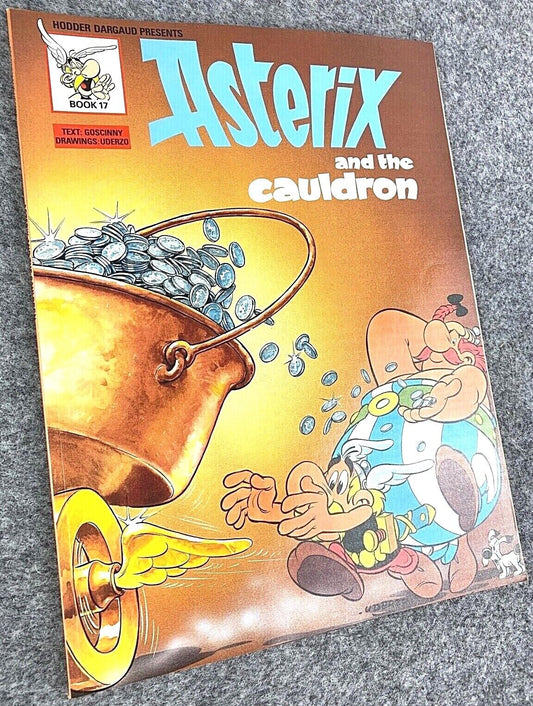 HODDER DARGAUD PRESENTS
BOOK 17
TEXT: GOSCINNY
DRAWINGS: UDERZO
Asterix
and the
cauldron